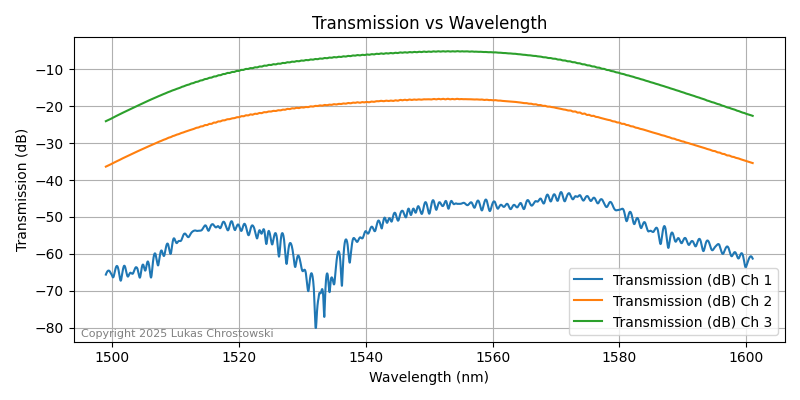 Transmission vs Wavelength
Transmission (dB)
−10
−20
−30
−40
−50
−60
−70
−80
Copyright 2025 Lukas Chrostowski
Transmission (dB) Ch 1
Transmission (dB) Ch 2
Transmission (dB) Ch 3
1500 1520 1540 1560 1580 1600
Wavelength (nm)